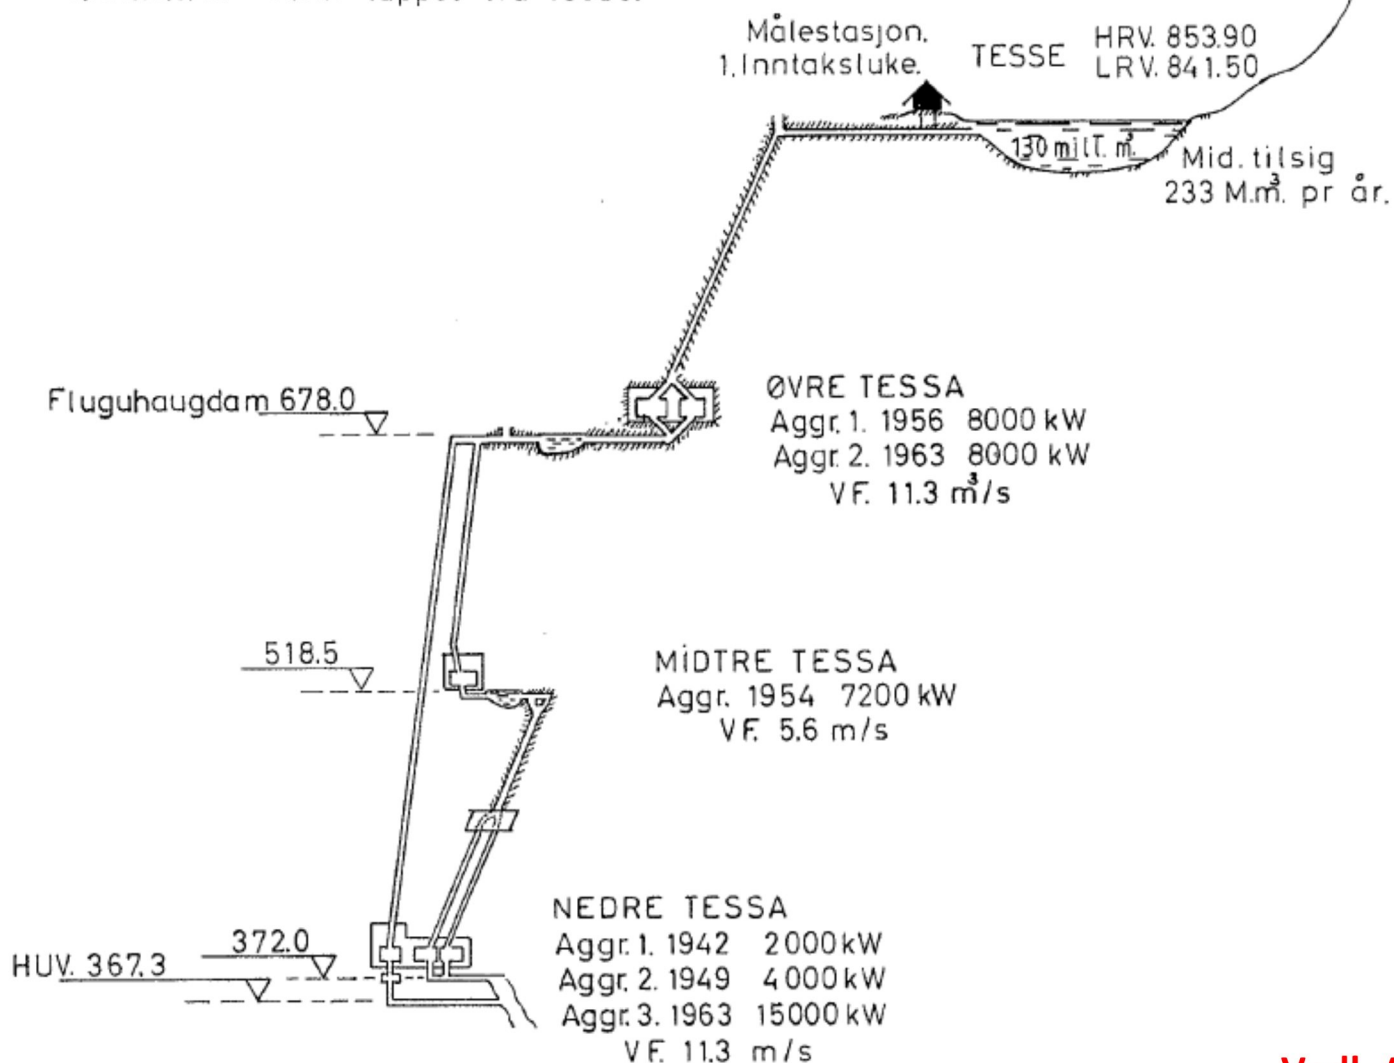 Målestasjon.
1. Inntaksluke.
TESSE
HRV. 853.90
LRV. 841.50
130 mill. m³.
Mid. tilsig
233 M.m³. pr år.
Fluguhaugdam 678.0
ØVRE TESSA
Aggr. 1. 1956 8000 kW
Aggr. 2. 1963 8000 kW
VF. 11.3 m³/s
518.5
MIDTRE TESSA
Aggr. 1954 7200 kW
VF. 5.6 m/s
NEDRE TESSA
Aggr. 1. 1942 2000 kW
Aggr. 2. 1949 4000 kW
Aggr. 3. 1963 15000 kW
VF. 11.3 m/s
372.0
HUV. 367.3